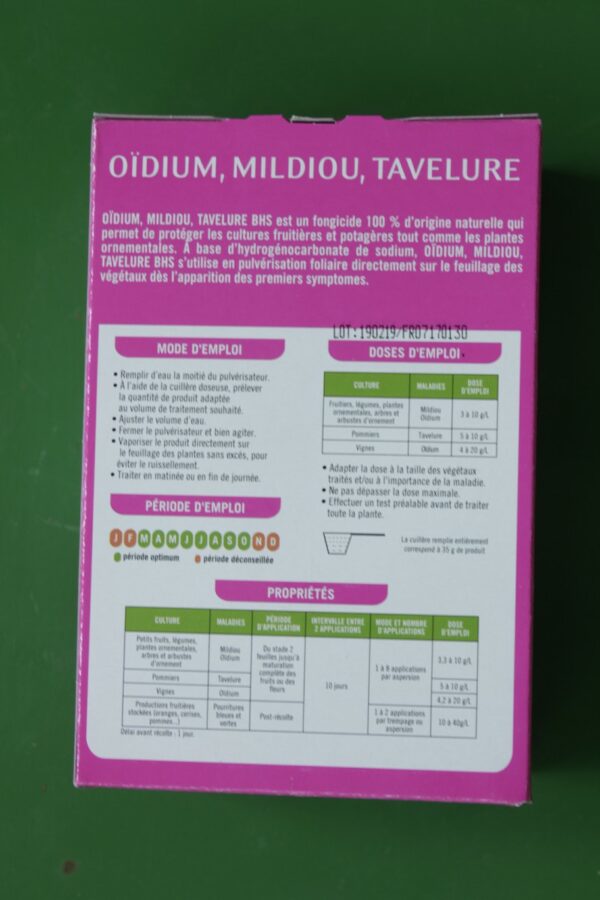 OÏDIUM, MILDIOU, TAVELURE
OÏDIUM, MILDIOU, TAVELURE BHS est un fongicide 100 % d'origine naturelle qui
permet de protéger les cultures fruitières et potagères tout comme les plantes
ornementales. À base d'hydrogénocarbonate de sodium, OÏDIUM, MILDIOU,
TAVELURE BHS s'utilise en pulvérisation foliaire directement sur le feuillage des
végétaux dès l'apparition des premiers symptomes.
LOT:190219/FR07170130
MODE D'EMPLOI
• Remplir d'eau la moitié du pulvérisateur.
• À l'aide de la cuillère doseuse, prélever
la quantité de produit adaptée
au volume de traitement souhaité.
• Ajuster le volume d'eau.
• Fermer le pulvérisateur et bien agiter.
• Vaporiser le produit directement sur
le feuillage des plantes sans excés, pour
éviter le ruissellement.
• Traiter en matinée ou en fin de journée.
DOSES D'EMPLOI
CULTURE MALADIES DOSE
D'EMPLOI
Fruitiers, légumes, plantes
ornementales, arbres et
arbustes d'ornement
Mildiou
Oïdium
3 à 10 g/L
Pommiers Tavelure 5 à 10 g/L
Vignes Oïdium 4 à 20 g/L
• Adapter la dose à la taille des végétaux
traités et/ou à l'importance de la maladie.
• Ne pas dépasser la dose maximale.
• Effectuer un test préalable avant de traiter
toute la plante.
La cuillère remplie entièrement
correspond à 35 g de produit
PÉRIODE D'EMPLOI
J F M A M J J A S O N D
période optimum période déconseillée
PROPRIÉTÉS
CULTURE MALADIES PÉRIODE
D'APPLICATION INTERVALLE ENTRE
2 APPLICATIONS MODE ET NOMBRE
D'APPLICATIONS DOSE
D'EMPLOI
Petits fruits, légumes,
plantes ornementales,
arbres et arbustes
d'ornement
Mildiou
Oïdium
Du stade 2
feuilles jusqu'à
maturation
complète des
fruits ou des
fleurs
10 jours
1 à 8 applications
par aspersion
3,3 à 10 g/L
Pommiers Tavelure 5 à 10 g/L
Vignes Oïdium 4,2 à 20 g/L
Productions fruitières
stockées (oranges, cerises,
pommes...)
Pourritures
bleues et
vertes
Post-récolte
1 à 2 applications
par trempage ou
aspersion
10 à 40g/L
Délai avant récolte : 1 jour.